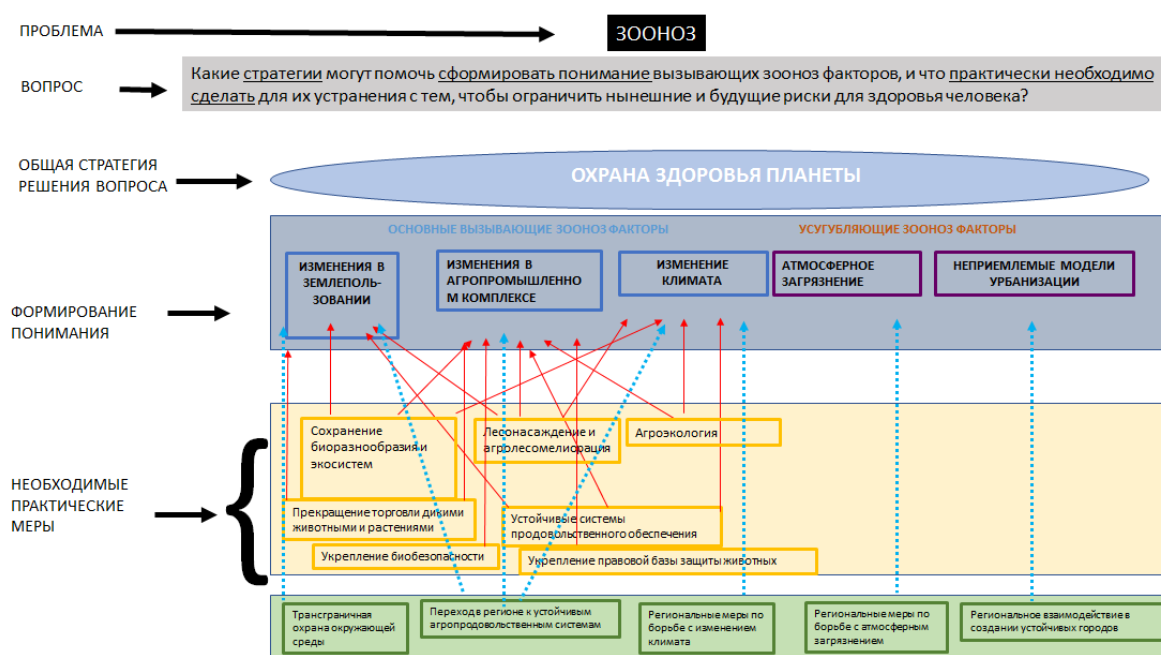 ПРОБЛЕМА
ЗООНОЗ
ВОПРОС
Какие стратегии могут помочь сформировать понимание вызывающих зооноз факторов, и что практически необходимо
сделать для их устранения с тем, чтобы ограничить нынешние и будущие риски для здоровья человека?
ОБЩАЯ СТРАТЕГИЯ
РЕШЕНИЯ ВОПРОСА
ОХРАНА ЗДОРОВЬЯ ПЛАНЕТЫ
ФОРМИРОВАНИЕ
ПОНИМАНИЯ
ОСНОВНЫЕ ВЫЗЫВАЮЩИЕ ЗООНОЗ ФАКТОРЫ
УСУГУБЛЯЮЩИЕ ЗООНОЗ ФАКТОРЫ
ИЗМЕНЕНИЯ В
ЗЕМЛЕПОЛЬ-
ЗОВАНИИ
ИЗМЕНЕНИЯ В
АГРОПРОМЫШЛЕННО
М КОМПЛЕКСЕ
ИЗМЕНЕНИЕ
КЛИМАТА
АТМОСФЕРНОЕ
ЗАГРЯЗНЕНИЕ
НЕПРИЕМЛЕМЫЕ МОДЕЛИ
УРБАНИЗАЦИИ
НЕОБХОДИМЫЕ
ПРАКТИЧЕСКИЕ
МЕРЫ
Сохранение
биоразнообразия и
экосистем
Лесонасаждение и
агролесомелиорация
Агроэкология
Прекращение торговли дикими
животными и растениями
Устойчивые системы
продовольственного обеспечения
Укрепление биобезопасности
Укрепление правовой базы защиты животных
Трансграничная
охрана окружающей
среды
Переход в регионе к устойчивым
агропродовольственным системам
Региональные меры по
борьбе с изменением
климата
Региональные меры по
борьбе с атмосферным
загрязнением
Региональное взаимодействие в
создании устойчивых городов